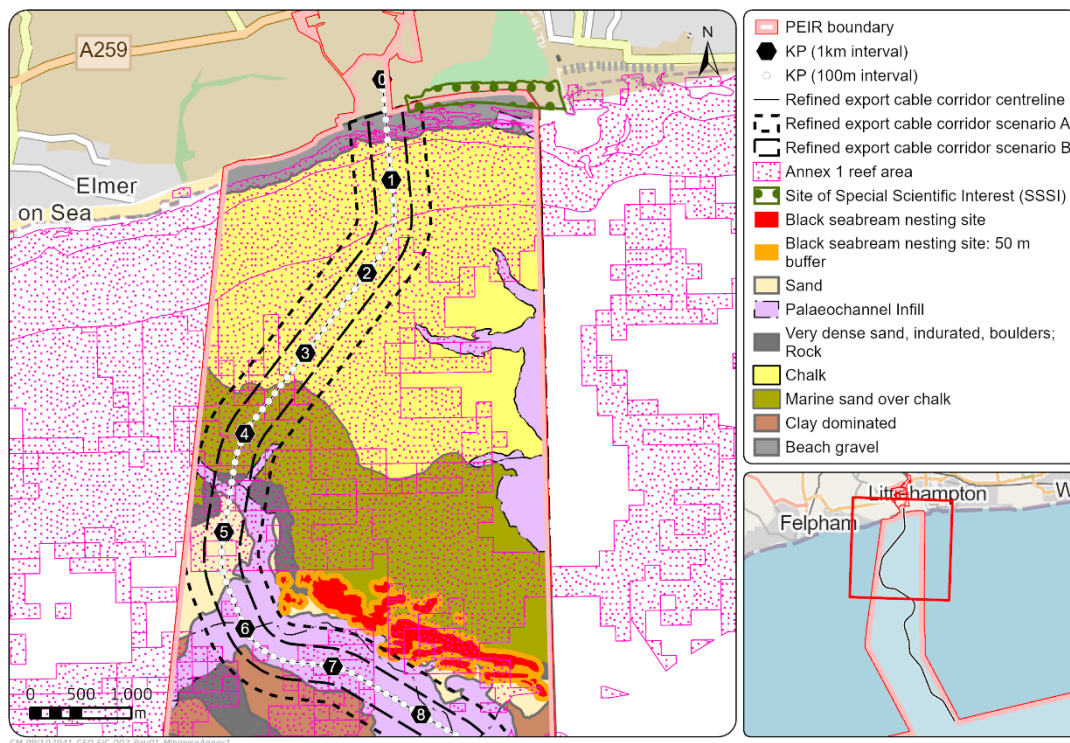 A259
N
Elmer
on Sea
0
1
2
3
4
5
6
7
8
0 500 1,000
m
PEIR boundary
KP (1km interval)
KP (100m interval)
Refined export cable corridor centreline
Refined export cable corridor scenario A
Refined export cable corridor scenario B
Annex 1 reef area
Site of Special Scientific Interest (SSSI)
Black seabream nesting site
Black seabream nesting site: 50 m
buffer
Sand
Palaeochannel Infill
Very dense sand, indurated, boulders;
Rock
Chalk
Marine sand over chalk
Clay dominated
Beach gravel
Littlehampton
W
Felpham